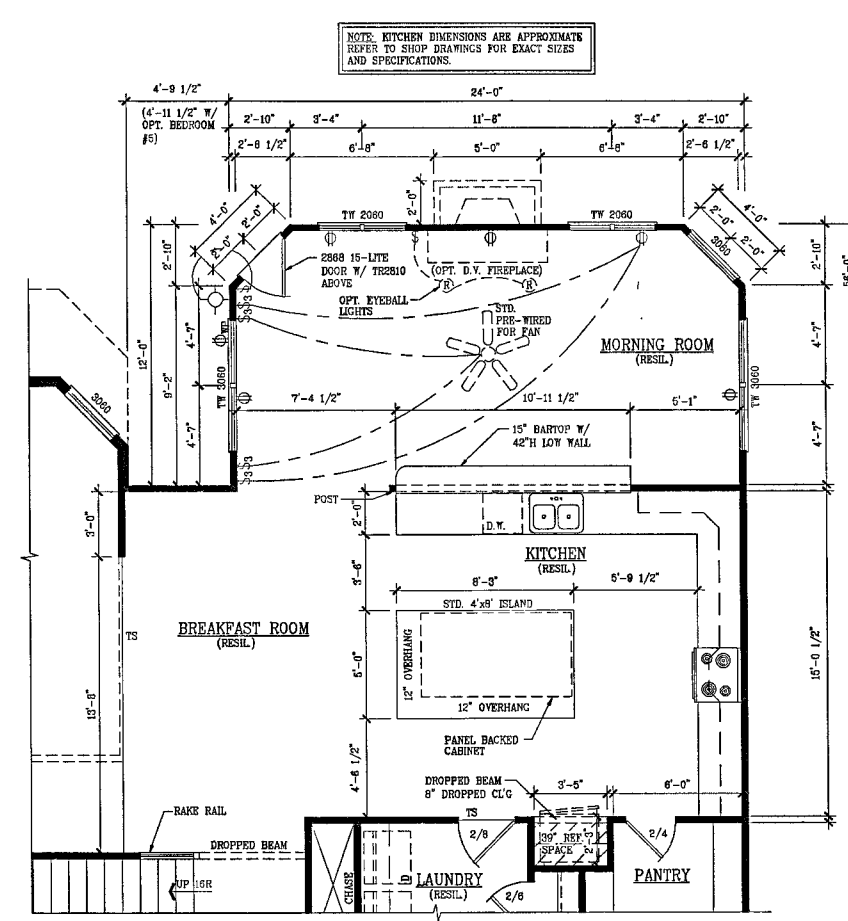 NOTE: KITCHEN DIMENSIONS ARE APPROXIMATE
REFER TO SHOP DRAWINGS FOR EXACT SIZES
AND SPECIFICATIONS.
4'-9 1/2"
24'-0"
(4'-11 1/2" W/
OPT. BEDROOM
#5)
2'-10"
3'-4"
11'-8"
3'-4"
2'-10"
2'-6 1/2"
6'-8"
5'-0"
6'-8"
2'-6 1/2"
4'-0"
2'-0"
2'-0"
2'-0"
TW 2060
TW 2060
4'-0"
2'-0"
2'-0"
3060
2'-10"
2868 15-LITE
DOOR W/ TR2810
ABOVE
(OPT. D.V. FIREPLACE)
R
R
OPT. EYEBALL
LIGHTS
STD.
PRE-WIRED
FOR FAN
2'-10"
$$3
$$3
WP
12'-0"
9'-2"
4'-7"
4'-7"
TW 3060
MORNING ROOM
(RESIL.)
4'-7"
4'-7"
TW 3060
3060
7'-4 1/2"
10'-11 1/2"
5'-1"
15" BARTOP W/
42"H LOW WALL
$3
$3
POST
2'-0"
D.W.
3'-0"
KITCHEN
(RESIL.)
3'-6"
8'-3"
5'-9 1/2"
STD. 4'x8' ISLAND
TS
BREAKFAST ROOM
(RESIL.)
12" OVERHANG
5'-0"
12" OVERHANG
15'-0 1/2"
13'-8"
PANEL BACKED
CABINET
4'-6 1/2"
DROPPED BEAM
8" DROPPED CL'G
3'-5"
6'-0"
RAKE RAIL
TS
2/8
39" REF.
SPACE
2'-3"
2/4
DROPPED BEAM
UP 16R
CHASE
D
LAUNDRY
(RESIL.)
2/6
PANTRY